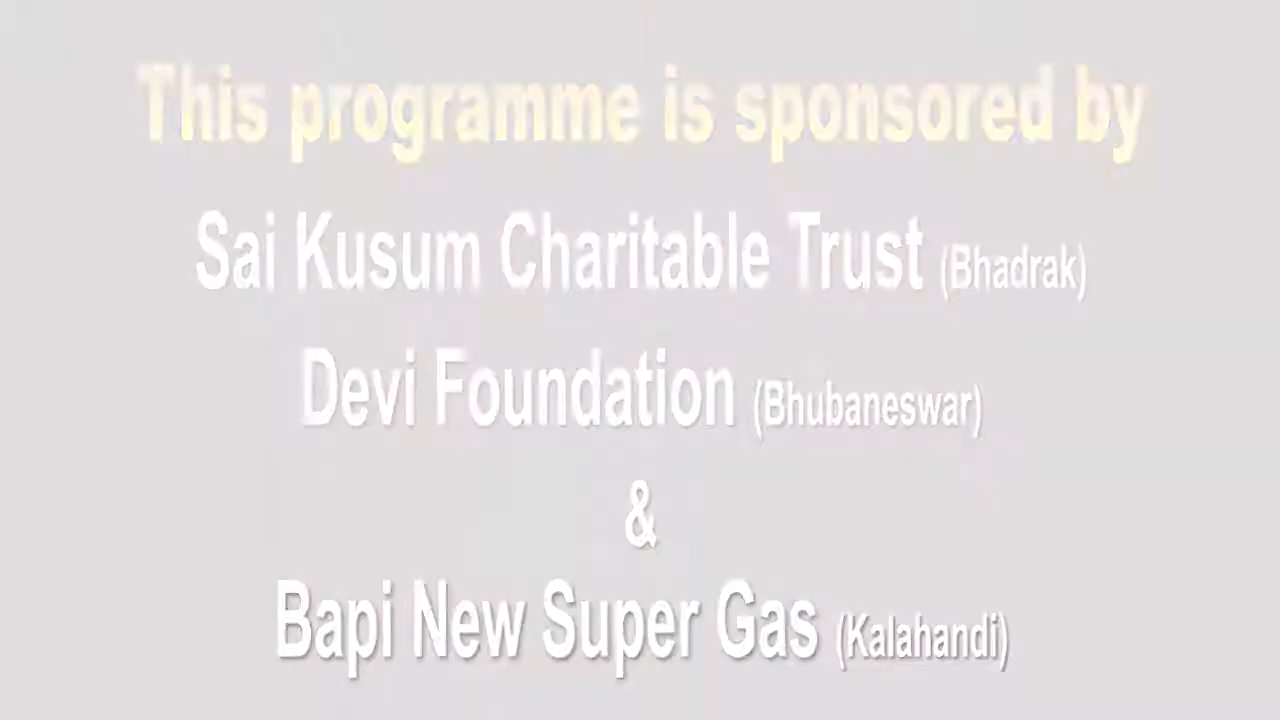 This programme is sponsored by
Sai Kusum Charitable Trust (Bhadrak)
Devi Foundation (Bhubaneswar)
&
Bapi New Super Gas (Kalahandi)